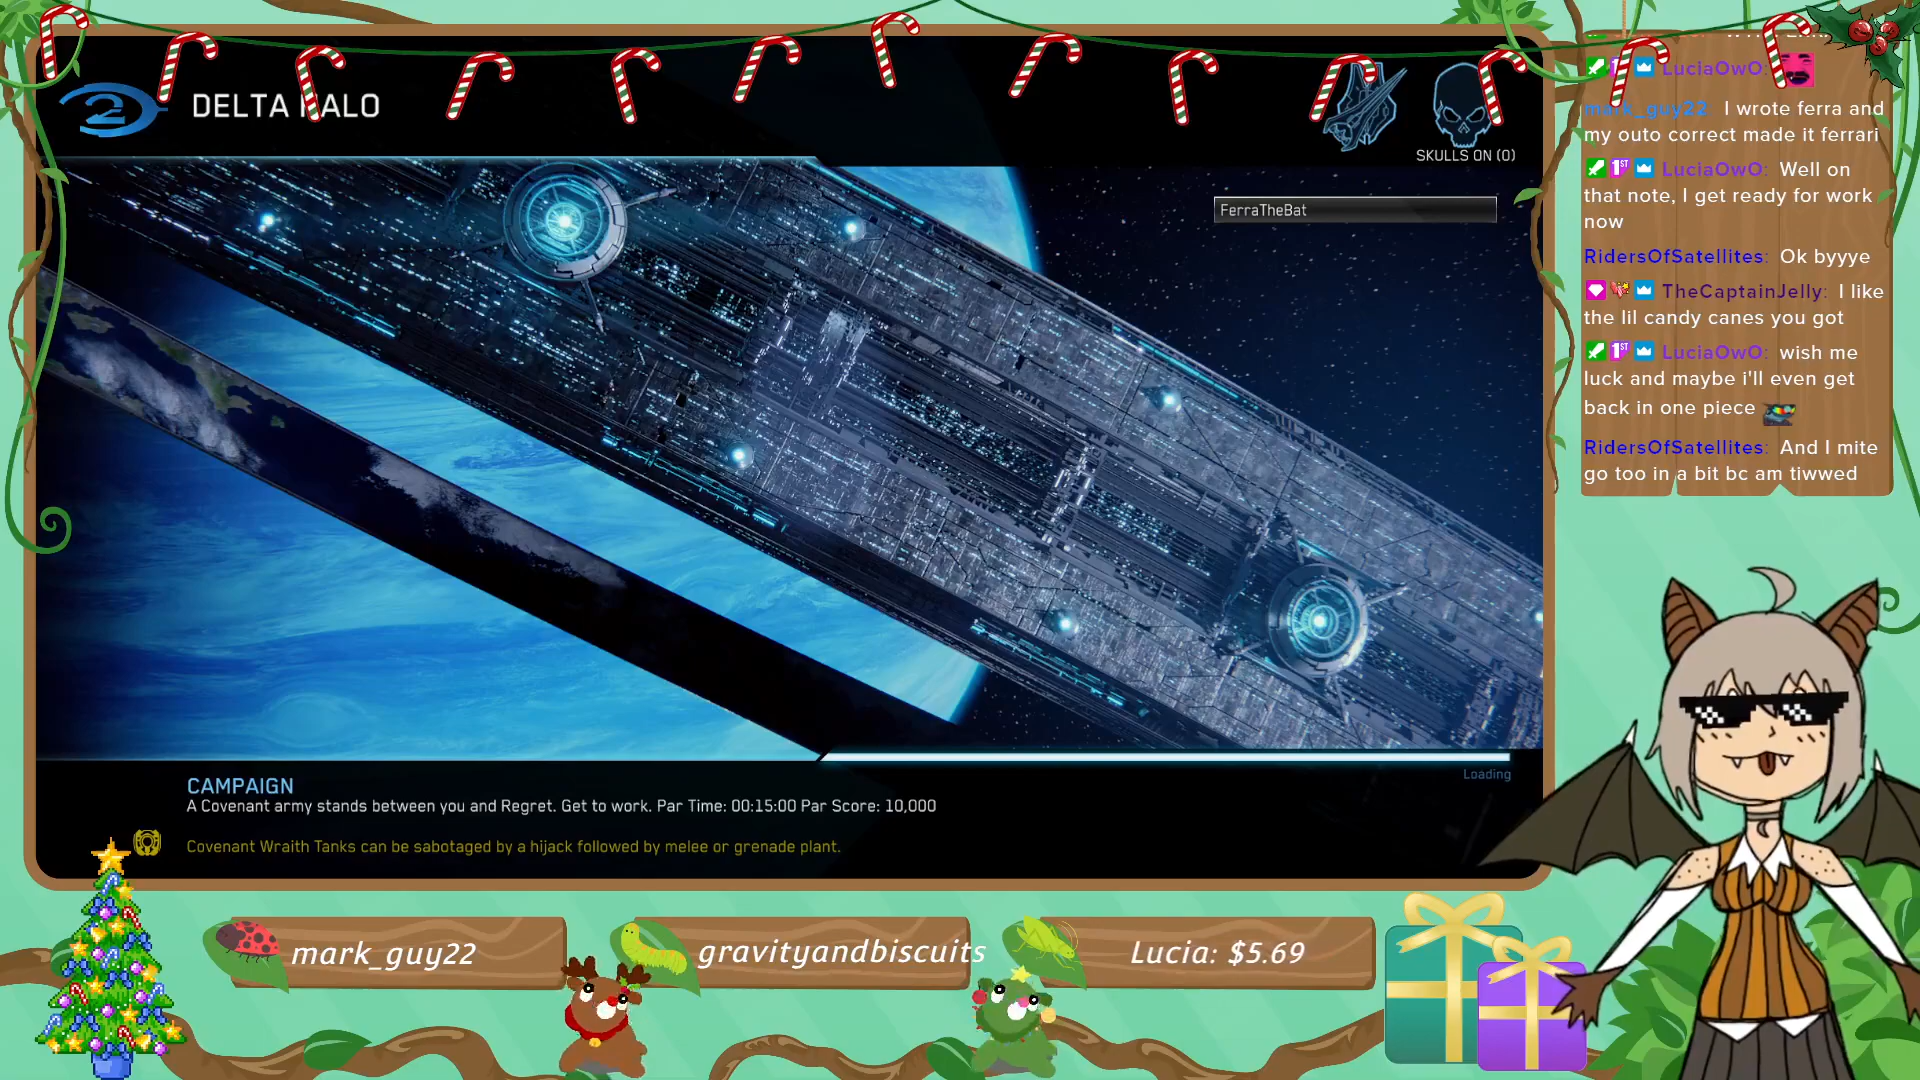 2
DELTA HALO
SKULLS ON (0)
FerraTheBat
Loading
CAMPAIGN
A Covenant army stands between you and Regret. Get to work. Par Time: 00:15:00 Par Score: 10,000
Covenant Wraith Tanks can be sabotaged by a hijack followed by melee or grenade plant.
1ST LuciaOwO:
mark_guy22: I wrote ferra and
my outo correct made it ferrari
1ST LuciaOwO: Well on
that note, I get ready for work
now
RidersOfSatellites: Ok byyye
TheCaptainJelly: I like
the lil candy canes you got
1ST LuciaOwO: wish me
luck and maybe i'll even get
back in one piece
RidersOfSatellites: And I mite
go too in a bit bc am tiwwed
mark_guy22
gravityandbiscuits
Lucia: $5.69